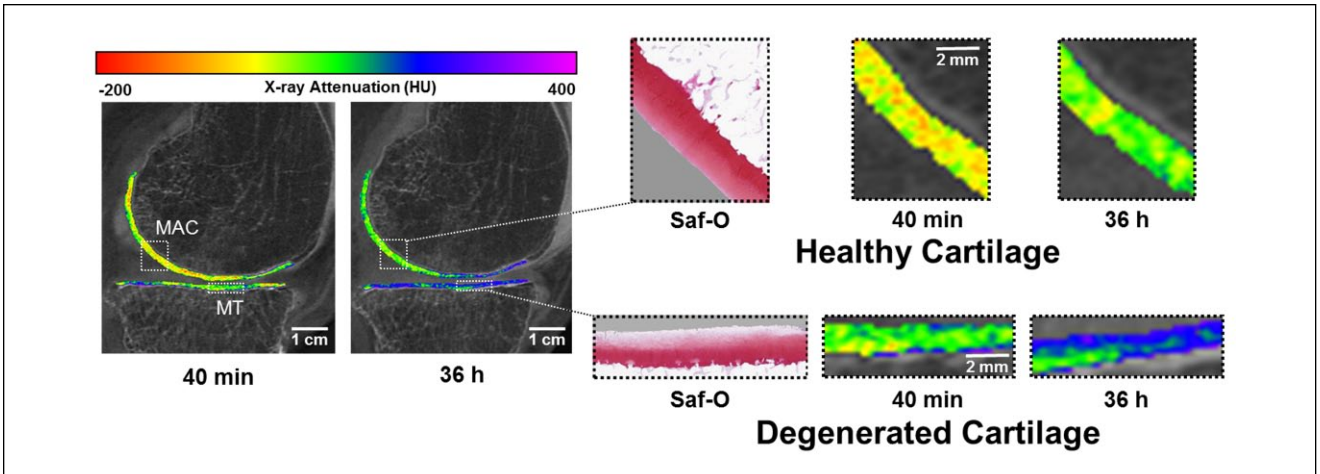 -200 X-ray Attenuation (HU) 400
MAC
MT
1 cm
1 cm
40 min
36 h
2 mm
Saf-O
40 min
36 h
Healthy Cartilage
2 mm
Saf-O
40 min
36 h
Degenerated Cartilage